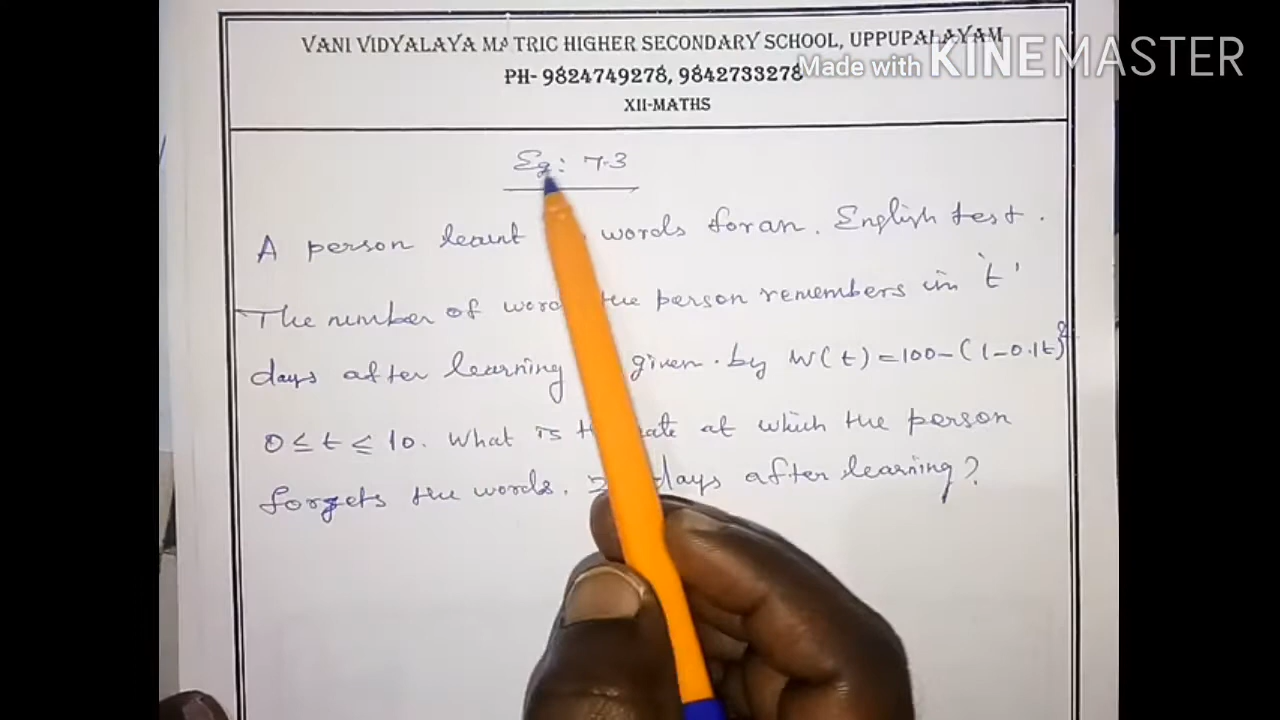 VANI VIDYALAYA MATRIC HIGHER SECONDARY SCHOOL, UPPUPALAYAM
Made with KINEMASTER
PH- 9824749278, 9842733278
XII-MATHS
Eg: 7.3
A person learnt words for an. English test.
The number of the person remembers in 't'
days after learning given. by W(t) = 100-(1-0.1t)²
0 ≤ t ≤ 10. What is at which the person
forgets the words. days after learning?